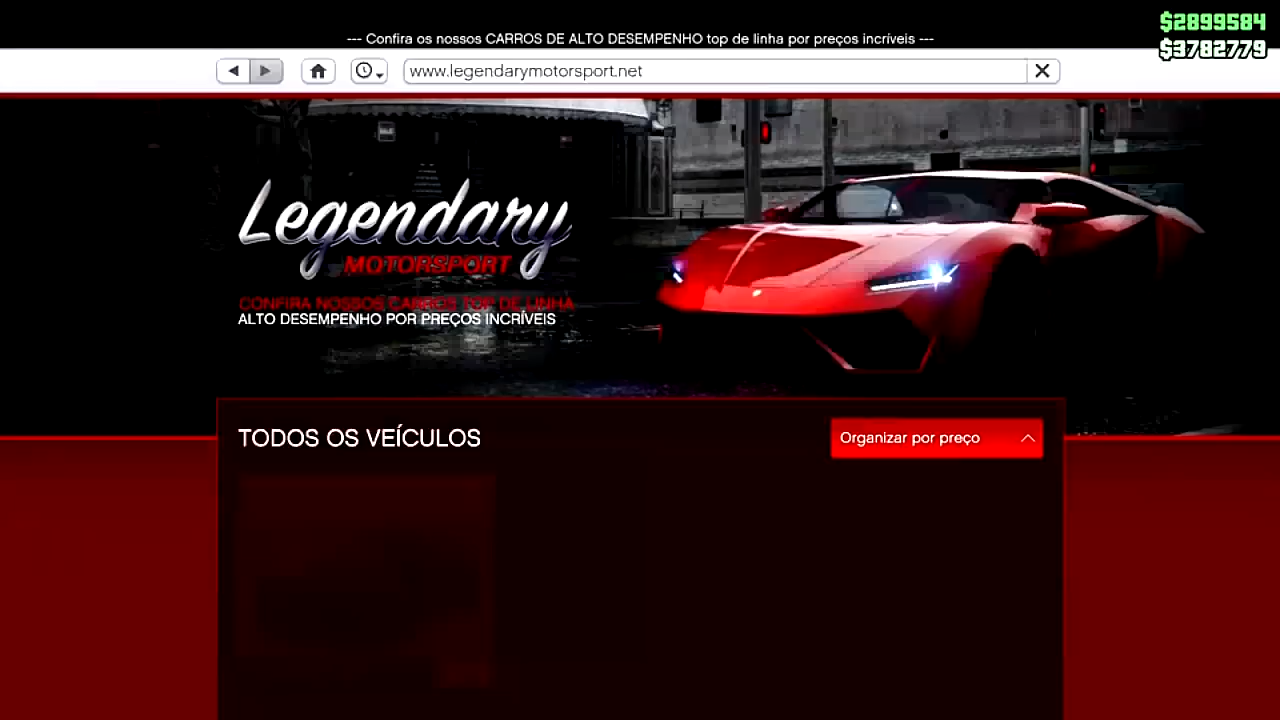 $2899584
--- Confira os nossos CARROS DE ALTO DESEMPENHO top de linha por preços incríveis ---
$3782779
www.legendarymotorsport.net
Legendary
MOTORSPORT
CONFIRA NOSSOS CARROS TOP DE LINHA
ALTO DESEMPENHO POR PREÇOS INCRÍVEIS
TODOS OS VEÍCULOS
Organizar por preço